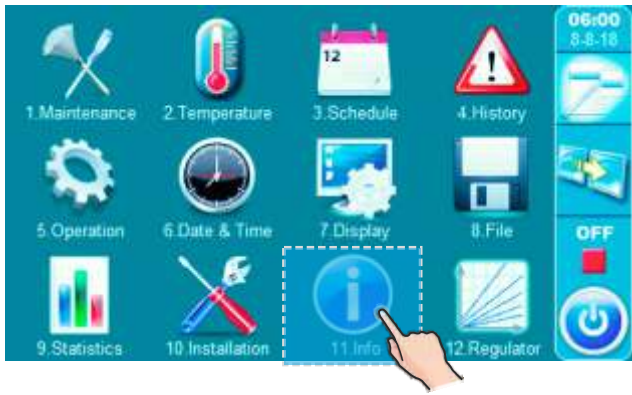 06:00
8-8-18
12
1.Maintenance
2.Temperature
3.Schedule
4.History
5.Operation
6.Date & Time
7.Display
8.File
OFF
9.Statistics
10.Installation
11.Info
12.Regulator